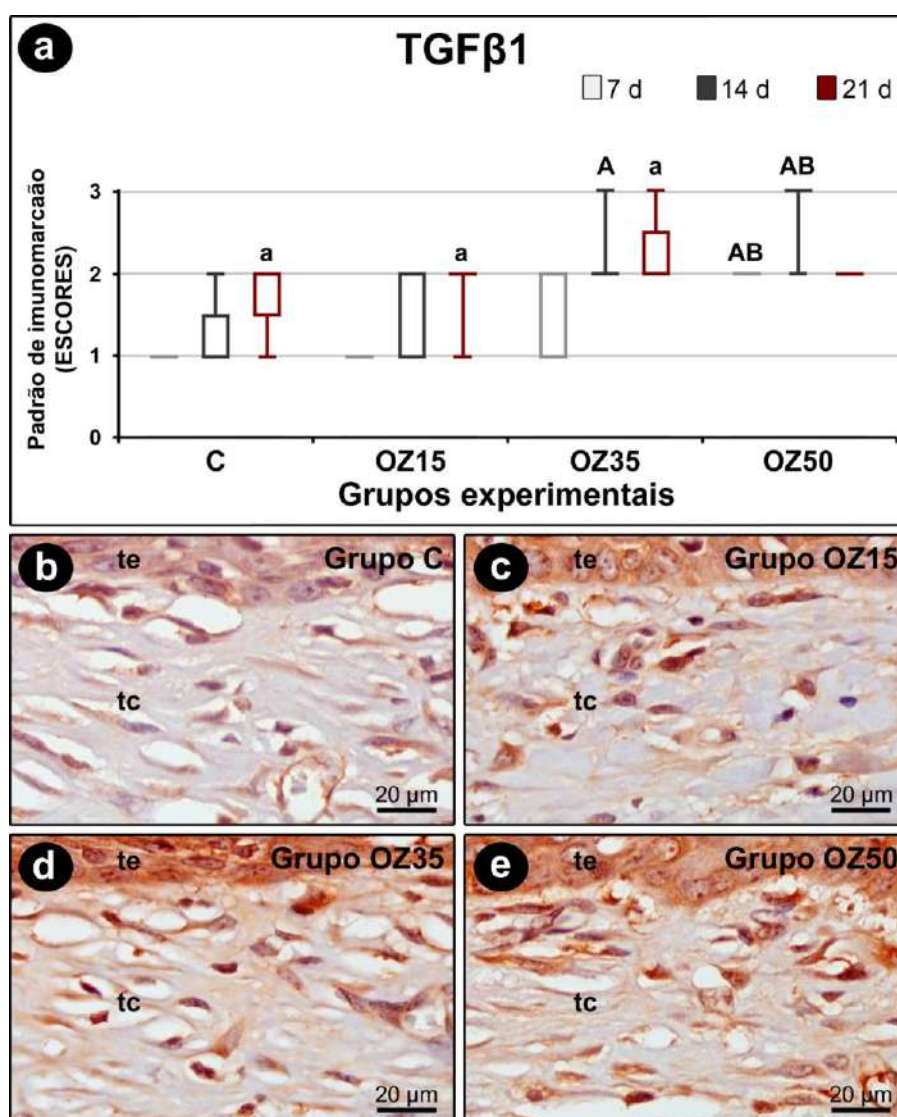 a
TGFβ1
7 d 14 d 21 d
Padrão de imunomarcaão
(ESCORES)
3
2
1
0
a
a
A
a
AB
AB
C OZ15 OZ35 OZ50
Grupos experimentais
b te Grupo C
tc
20 µm
c te Grupo OZ15
tc
20 µm
d te Grupo OZ35
tc
20 µm
e te Grupo OZ50
tc
20 µm